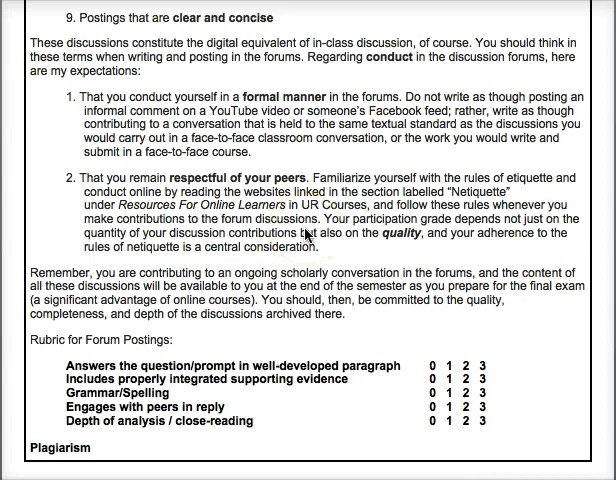 9. Postings that are clear and concise
These discussions constitute the digital equivalent of in-class discussion, of course. You should think in
these terms when writing and posting in the forums. Regarding conduct in the discussion forums, here
are my expectations:
1. That you conduct yourself in a formal manner in the forums. Do not write as though posting an
informal comment on a YouTube video or someone's Facebook feed; rather, write as though
contributing to a conversation that is held to the same textual standard as the discussions you
would carry out in a face-to-face classroom conversation, or the work you would write and
submit in a face-to-face course.
2. That you remain respectful of your peers. Familiarize yourself with the rules of etiquette and
conduct online by reading the websites linked in the section labelled "Netiquette"
under Resources For Online Learners in UR Courses, and follow these rules whenever you
make contributions to the forum discussions. Your participation grade depends not just on the
quantity of your discussion contributions but also on the quality, and your adherence to the
rules of netiquette is a central consideration.
Remember, you are contributing to an ongoing scholarly conversation in the forums, and the content of
all these discussions will be available to you at the end of the semester as you prepare for the final exam
(a significant advantage of online courses). You should, then, be committed to the quality,
completeness, and depth of the discussions archived there.
Rubric for Forum Postings:
Answers the question/prompt in well-developed paragraph 0 1 2 3
Includes properly integrated supporting evidence 0 1 2 3
Grammar/Spelling 0 1 2 3
Engages with peers in reply 0 1 2 3
Depth of analysis / close-reading 0 1 2 3
Plagiarism